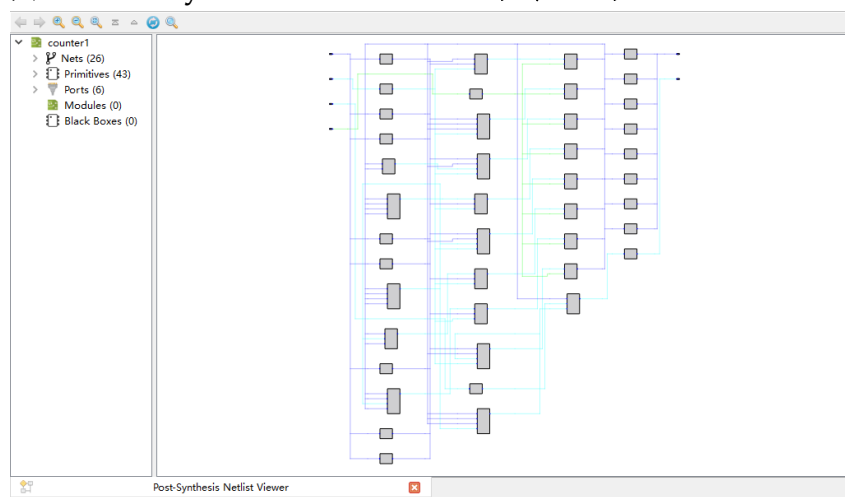 counter1
Nets (26)
Primitives (43)
Ports (6)
Modules (0)
Black Boxes (0)
Post-Synthesis Netlist Viewer